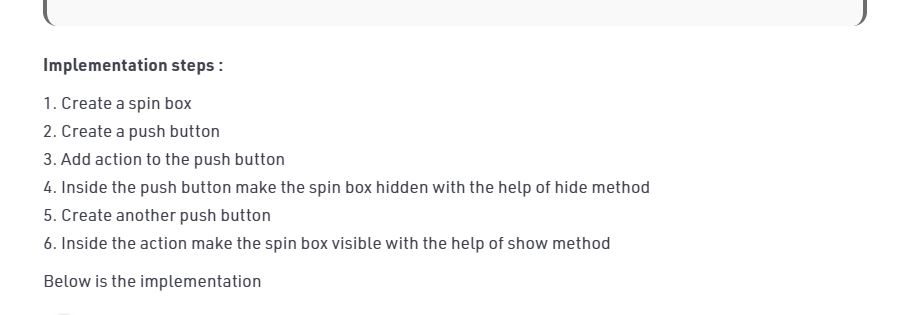 Implementation steps :
1. Create a spin box
2. Create a push button
3. Add action to the push button
4. Inside the push button make the spin box hidden with the help of hide method
5. Create another push button
6. Inside the action make the spin box visible with the help of show method
Below is the implementation